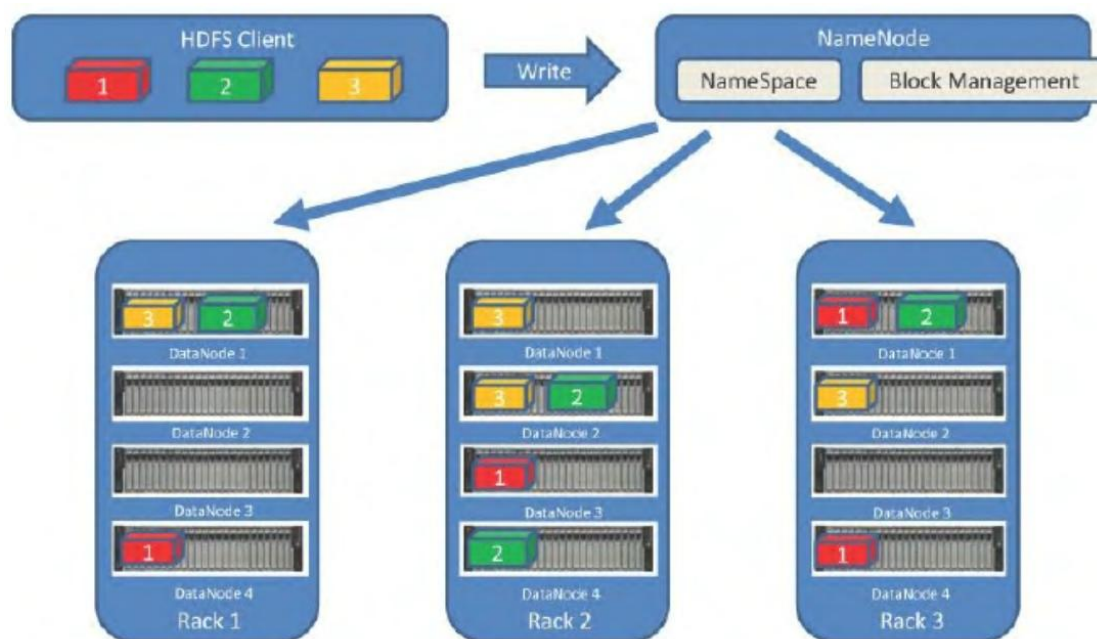 HDFS Client
1 2 3
Write
NameNode
NameSpace
Block Management
3 2
DataNode 1
DataNode 2
DataNode 3
1
DataNode 4
Rack 1
3
DataNode 1
3 2
DataNode 2
1
DataNode 3
2
DataNode 4
Rack 2
1 2
DataNode 1
3
DataNode 2
DataNode 3
1
DataNode 4
Rack 3